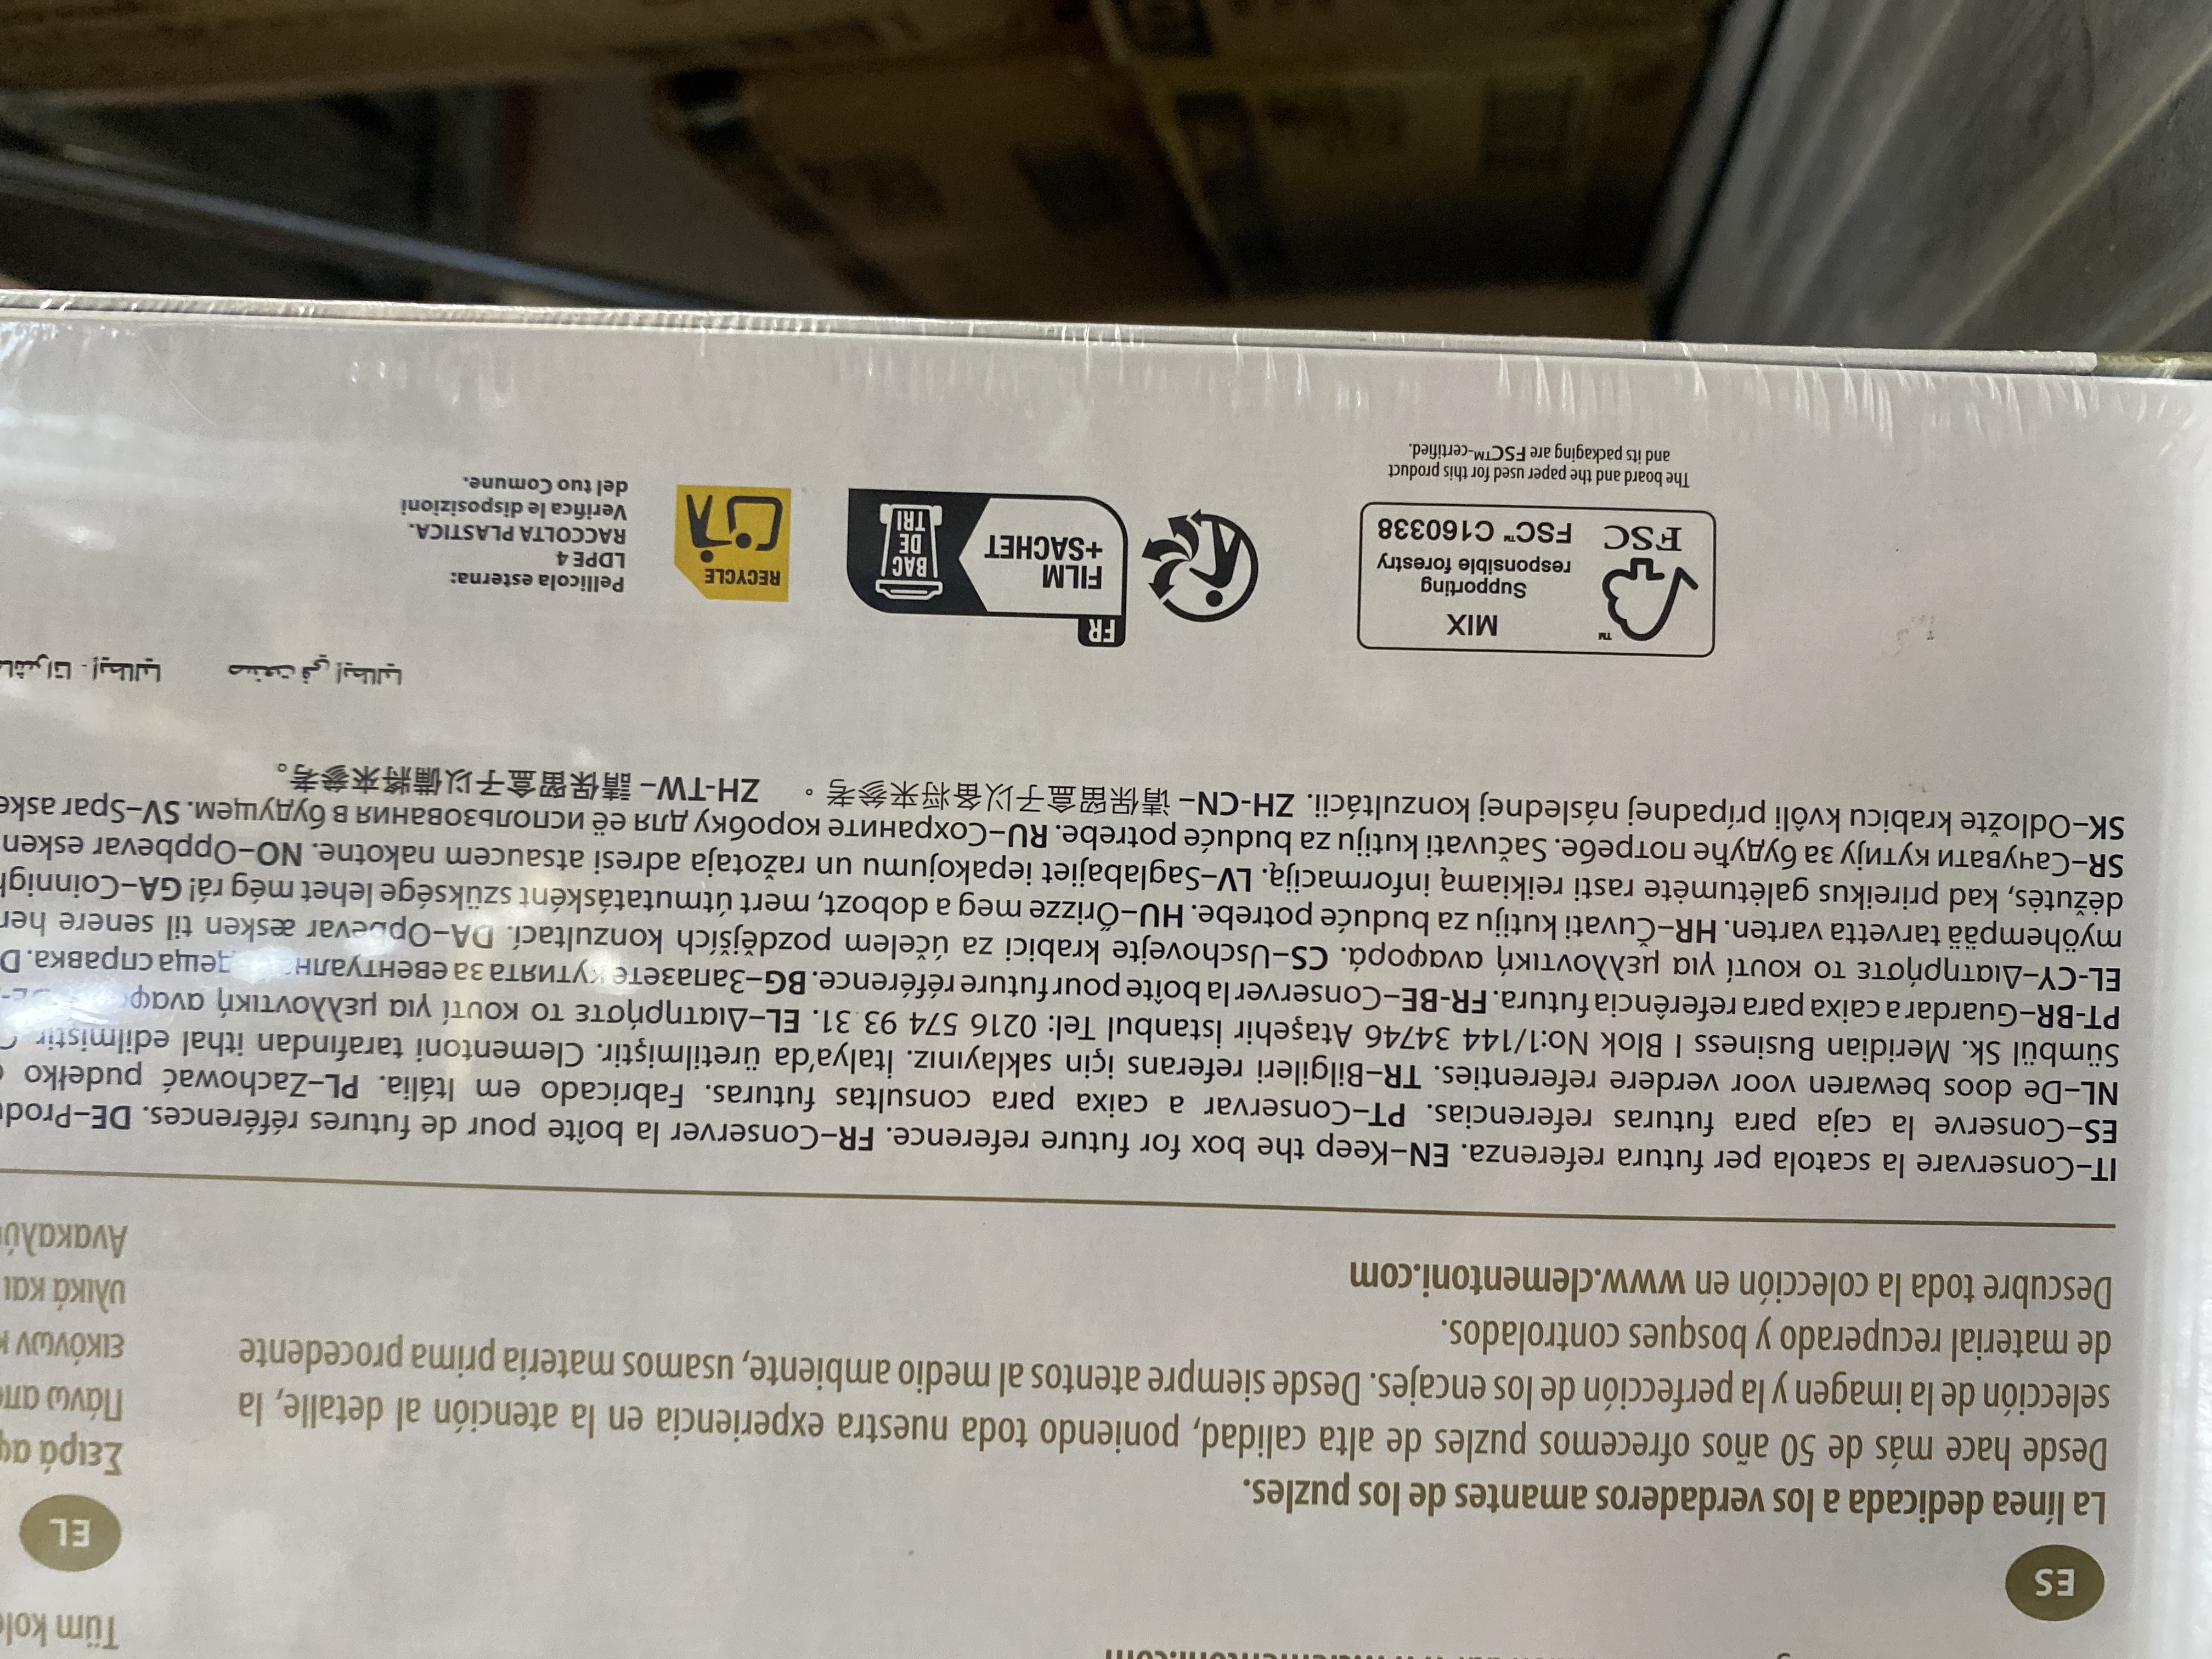 Tüm
ES
La línea dedicada a los verdaderos amantes de los puzles.
Desde hace más de 50 años ofrecemos puzles de alta calidad, poniendo toda nuestra experiencia en la atención al detalle, la
selección de la imagen y la perfección de los encajes. Desde siempre atentos al medio ambiente, usamos materia prima procedente
de material recuperado y bosques controlados.
Descubre toda la colección en www.clementoni.com
EL
Σειρά
Πάνω
εικόνων
υλικά και
IT–Conservare la scatola per futura referenza. EN–Keep the box for future reference. FR–Conserver la boîte pour de futures références. DE–
ES–Conserve la caja para futuras referencias. PT–Conservar a caixa para consultas futuras. Fabricado em Itália. PL–Zachować pudełko
NL–De doos bewaren voor verdere referenties. TR–Bilgileri referans için saklayınız. İtalya'da üretilmiştir. Clementoni tarafından ithal edilmiştir.
Sümbül Sk. Meridian Business I Blok No:1/144 34746 Ataşehir İstanbul Tel: 0216 574 93 31. EL–Διατηρήστε το κουτί για μελλοντική
PT-BR–Guardar a caixa para referência futura. FR-BE–Conserver la boîte pour future référence. BG–Запазете кутията за справка.
EL-CY–Διατηρήστε το κουτί για μελλοντική αναφορά. CS–Uschovejte krabici za účelem pozdějších konzultací. DA–Opbevar æsken til senere
myöhempää tarvetta varten. HR–Čuvati kutiju za buduće potrebe. HU–Őrizze meg a dobozt, mert útmutatásként szüksége lehet még rá! GA–
dėžutės, kad prireikus galėtumėte rasti reikiamą informaciją. LV–Saglabājiet iepakojumu un ražotāja adresi atsaucēm nākotnē. NO–Oppbevar esken
SR–Сачувати кутију за будуће потребе. Sačuvati kutiju za buduće potrebe. RU–Сохраните коробку для её использования в будущем. SV–Spar
SK–Odložte krabicu kvôli prípadnej následnej konzultácii. ZH-CN– 请保留盒子以备将来参考。 ZH-TW– 請保留盒子以備將來參考。
صنعت في إيطاليا
إيطاليا
MIX
Supporting
responsible forestry
FSC™ C160338
FSC
™
The board and the paper used for this product
and its packaging are FSC™-certified.
FR
FILM
+SACHET
BAC
DE
TRI
RECYCLE
Pellicola esterna:
LDPE 4
RACCOLTA PLASTICA.
Verifica le disposizioni
del tuo Comune.